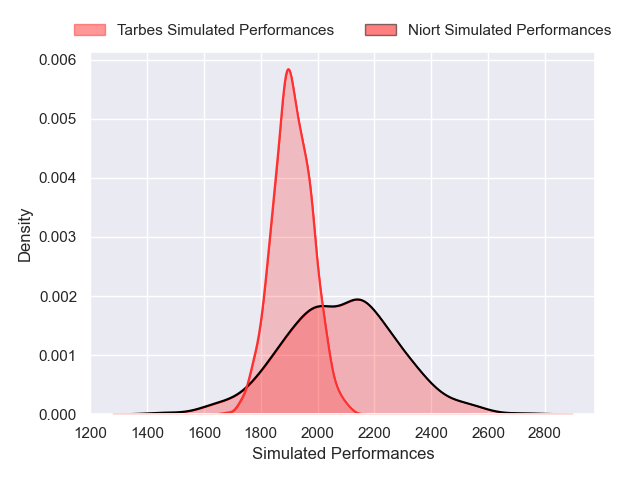 Tarbes Simulated Performances
Niort Simulated Performances
0.006
0.005
0.004
0.003
0.002
0.001
0.000
Density
1200 1400 1600 1800 2000 2200 2400 2600 2800
Simulated Performances